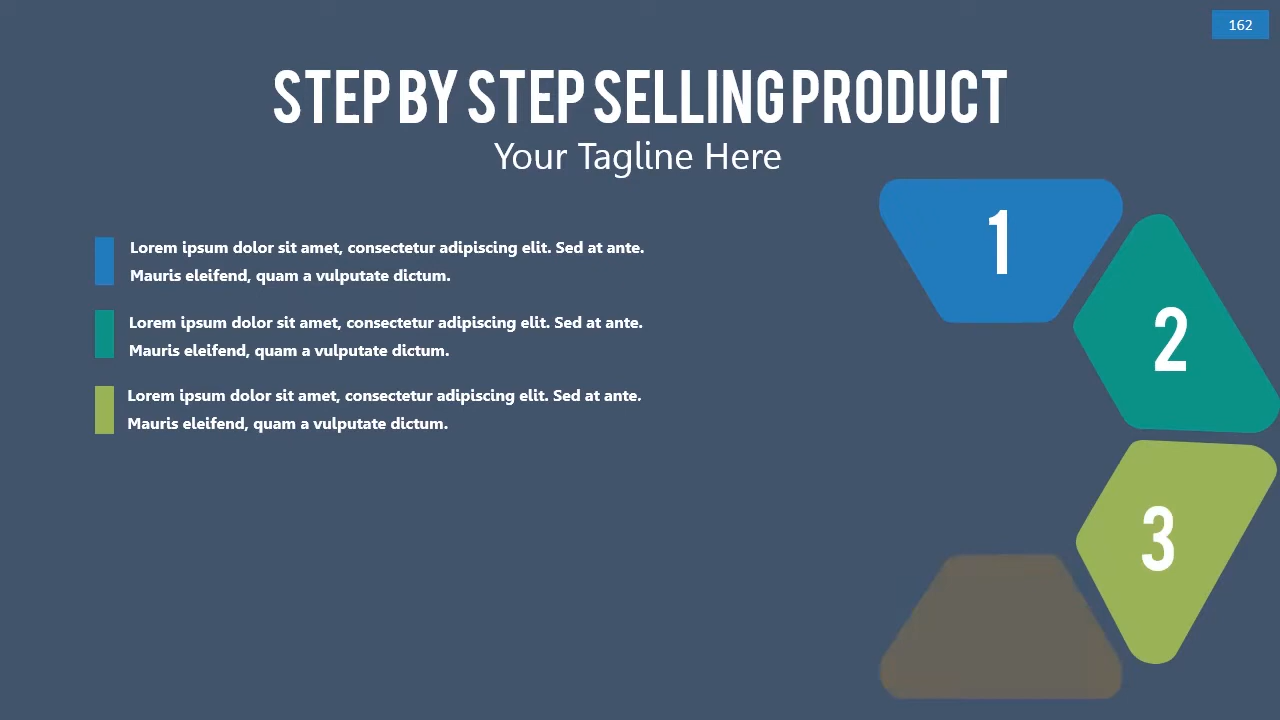 162
STEP BY STEP SELLING PRODUCT
Your Tagline Here
Lorem ipsum dolor sit amet, consectetur adipiscing elit. Sed at ante.
Mauris eleifend, quam a vulputate dictum.
Lorem ipsum dolor sit amet, consectetur adipiscing elit. Sed at ante.
Mauris eleifend, quam a vulputate dictum.
Lorem ipsum dolor sit amet, consectetur adipiscing elit. Sed at ante.
Mauris eleifend, quam a vulputate dictum.
1
2
3